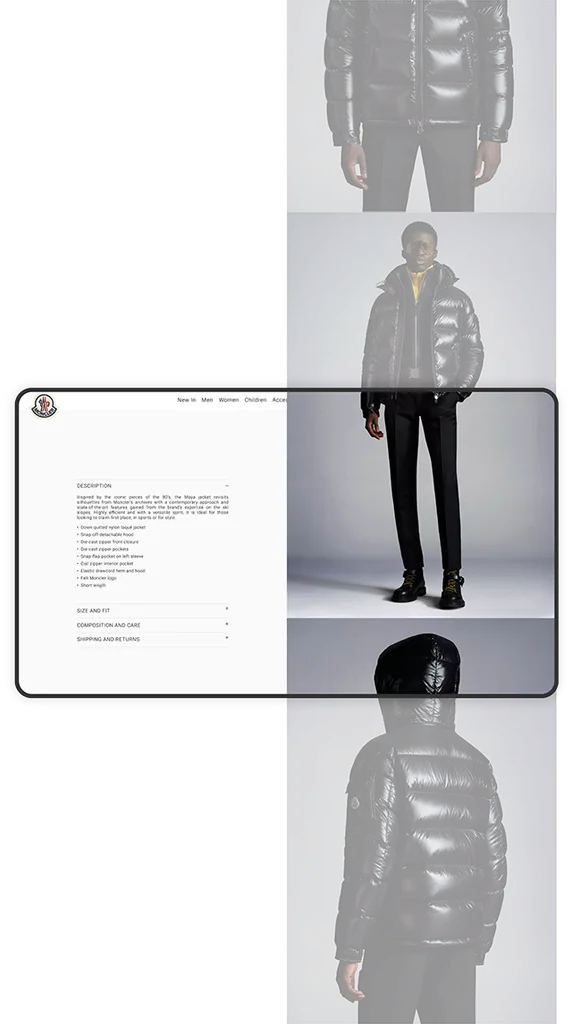 MONCLER
New In Men Women Children Acces
DESCRIPTION –
Inspired by the iconic pieces of the 90's, the Maya jacket revisits
silhouettes from Moncler's archives with a contemporary approach and
state-of-the-art features gained from the brand's expertise on the ski
slopes. Highly efficient and with a versatile spirit, it is ideal for those
looking to claim first place, in sports or for style.
• Down quilted nylon laqué jacket
• Snap-off detachable hood
• Die-cast zipper front closure
• Die-cast zipper pockets
• Snap flap pocket on left sleeve
• Coil zipper interior pocket
• Elastic drawcord hem and hood
• Felt Moncler logo
• Short length
SIZE AND FIT +
COMPOSITION AND CARE +
SHIPPING AND RETURNS +